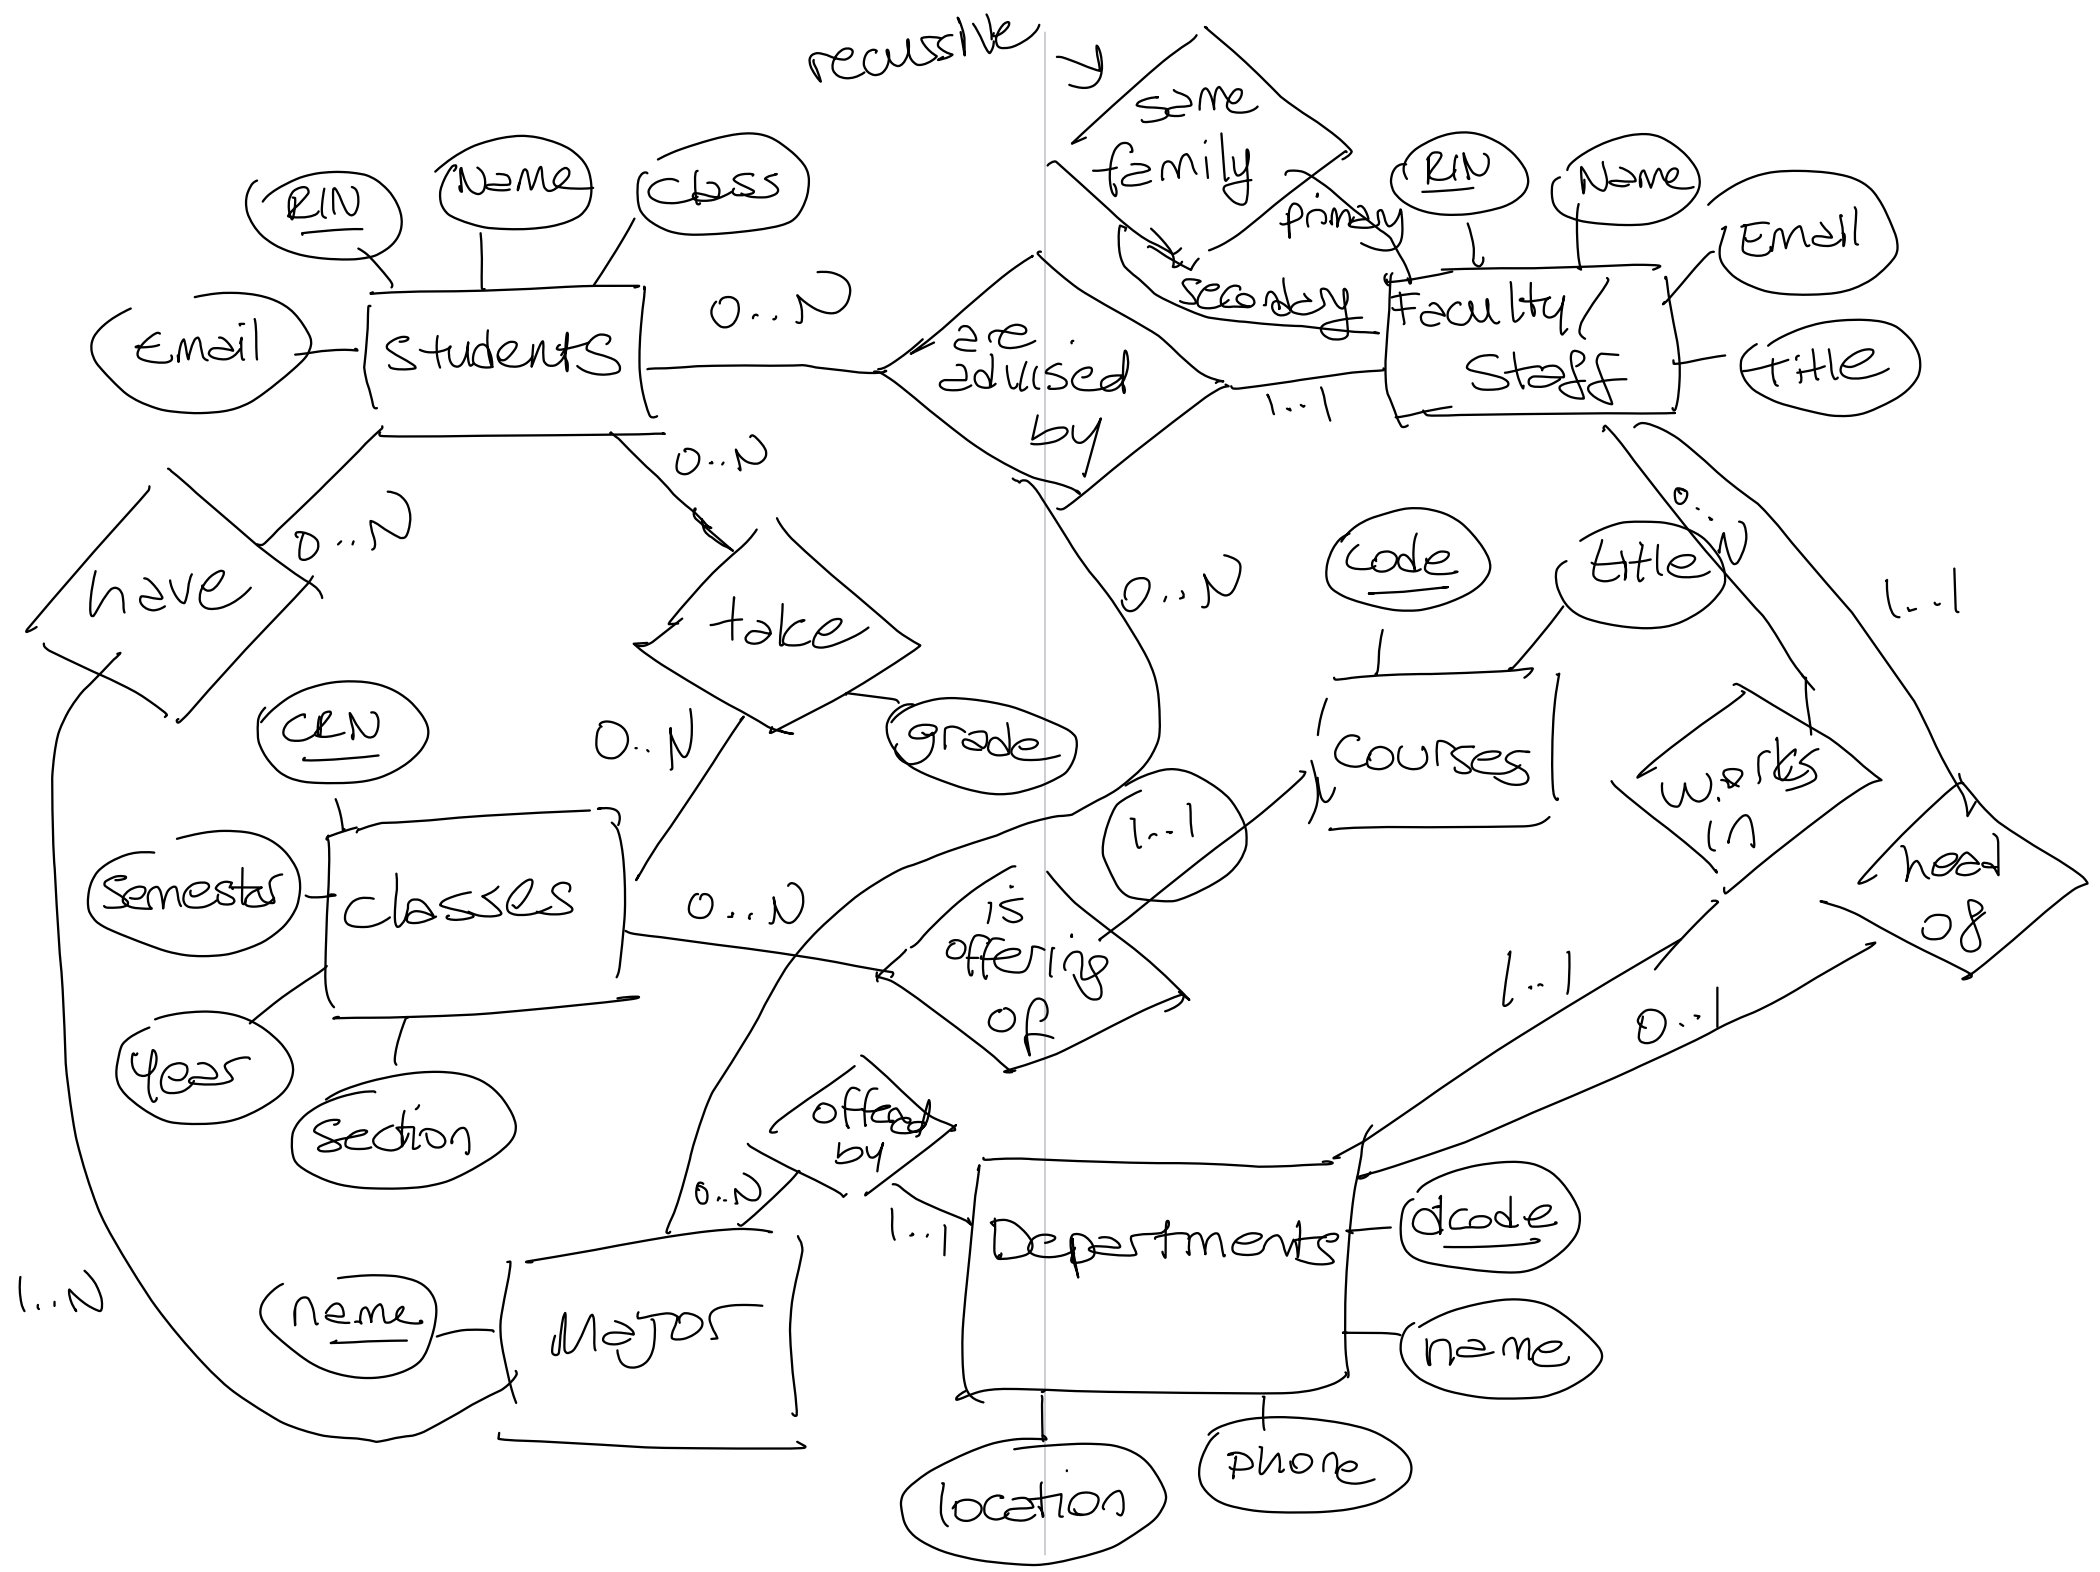 recussive
same
family
primary
secondary
RIN
Name
Class
Email
students
0..N
are
advised
by
1..1
RIN
Name
Email
title
Faculty/
Staff
have
0..N
0..N
take
grade
0..N
0..N
code
title
courses
0..N
1...1
works
in
head
of
CRN
semester
classes
year
section
0...N
is
offering
of
1...1
1..1
0..1
offered
by
0..N
1..1
Departments
dcode
name
location
phone
1..N
name
Major